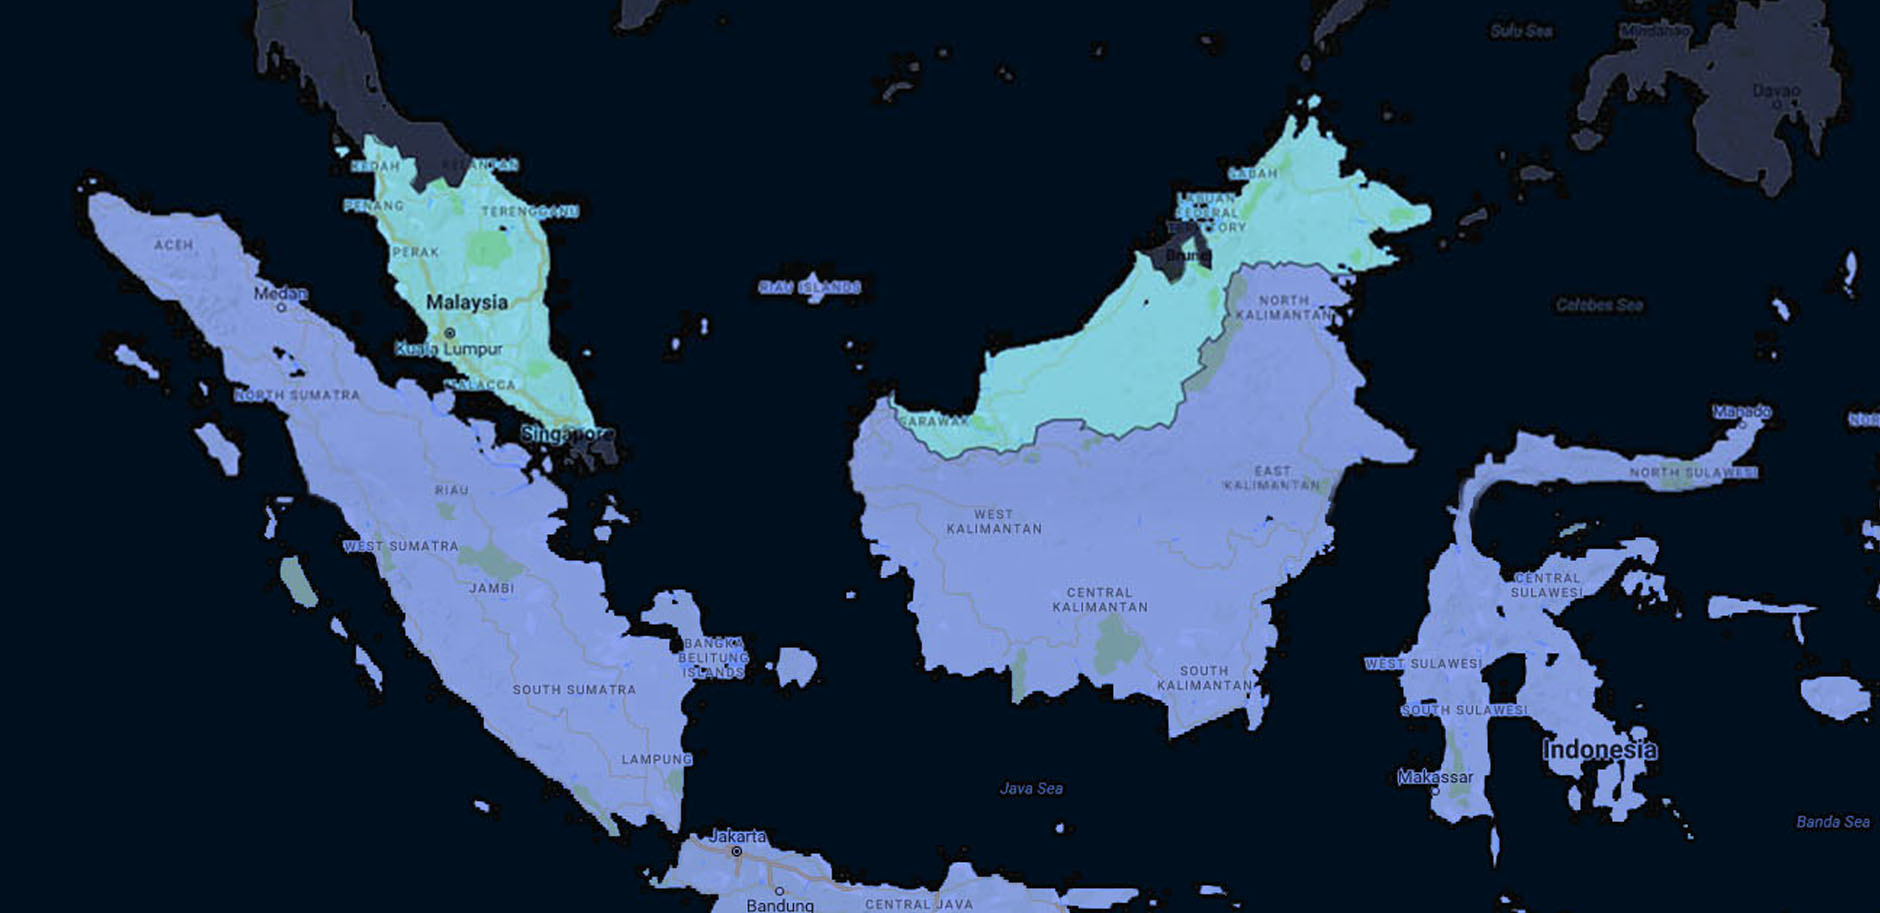 Sulu Sea
Mindanao
Davao
KEDAH
KELANTAN
PENANG
TERENGGANU
SABAH
LABUAN
FEDERAL
TERRITORY
ACEH
PERAK
Brunei
Medan
Malaysia
RIAU ISLANDS
NORTH
KALIMANTAN
Celebes Sea
Kuala Lumpur
MALACCA
NORTH SUMATRA
SARAWAK
Manado
Singapore
NORTH SULAWESI
RIAU
EAST
KALIMANTAN
WEST
KALIMANTAN
WEST SUMATRA
JAMBI
CENTRAL
KALIMANTAN
CENTRAL
SULAWESI
BANGKA
BELITUNG
ISLANDS
SOUTH
KALIMANTAN
WEST SULAWESI
SOUTH SUMATRA
SOUTH SULAWESI
LAMPUNG
Indonesia
Makassar
Java Sea
Banda Sea
Jakarta
Bandung
CENTRAL JAVA